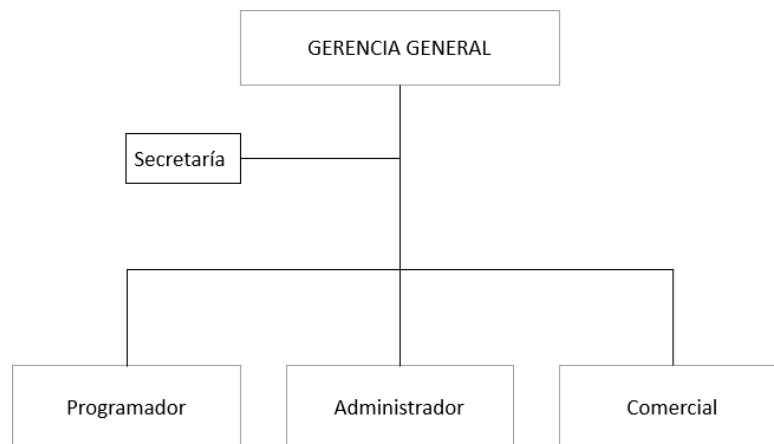 GERENCIA GENERAL
Secretaría
Programador
Administrador
Comercial